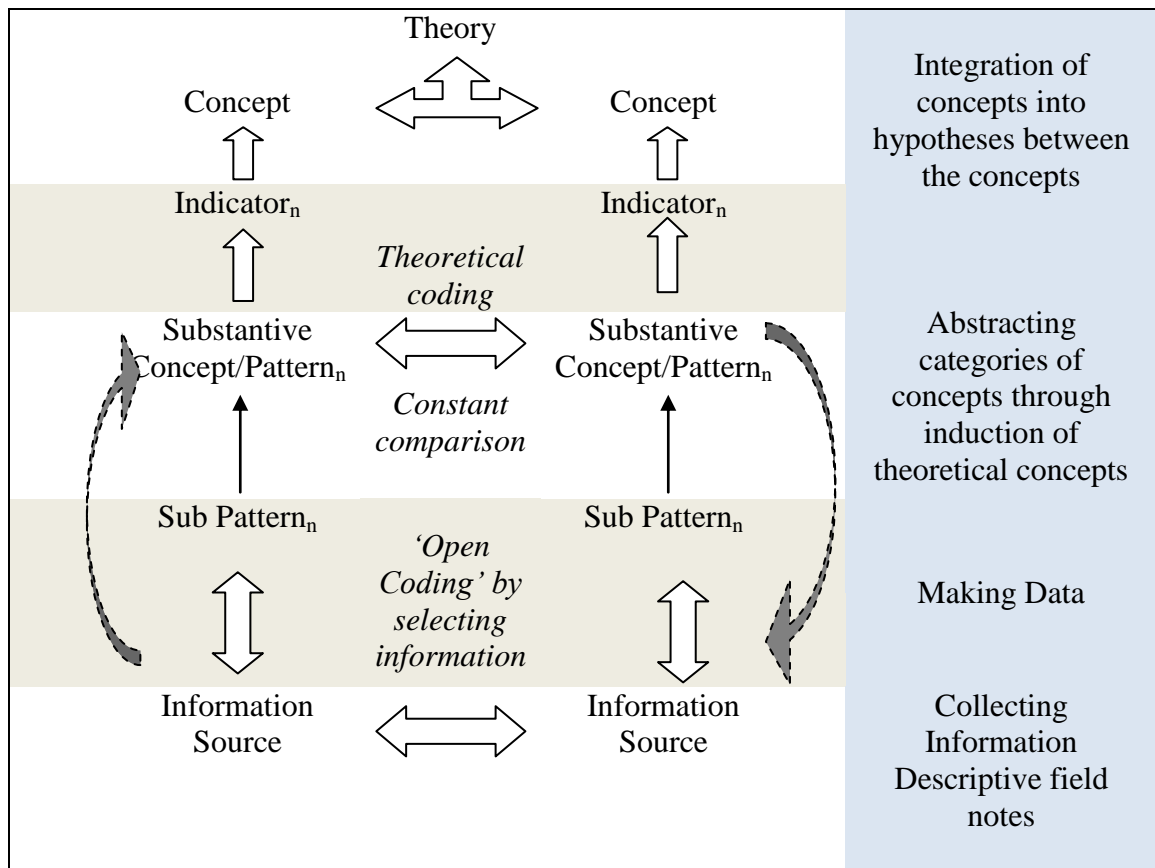 Theory
Concept
Concept
Indicatorₙ
Indicatorₙ
Theoretical
coding
Substantive
Concept/Patternₙ
Substantive
Concept/Patternₙ
Constant
comparison
Sub Patternₙ
Sub Patternₙ
‘Open
Coding’ by
selecting
information
Information
Source
Information
Source
Integration of
concepts into
hypotheses between
the concepts
Abstracting
categories of
concepts through
induction of
theoretical concepts
Making Data
Collecting
Information
Descriptive field
notes